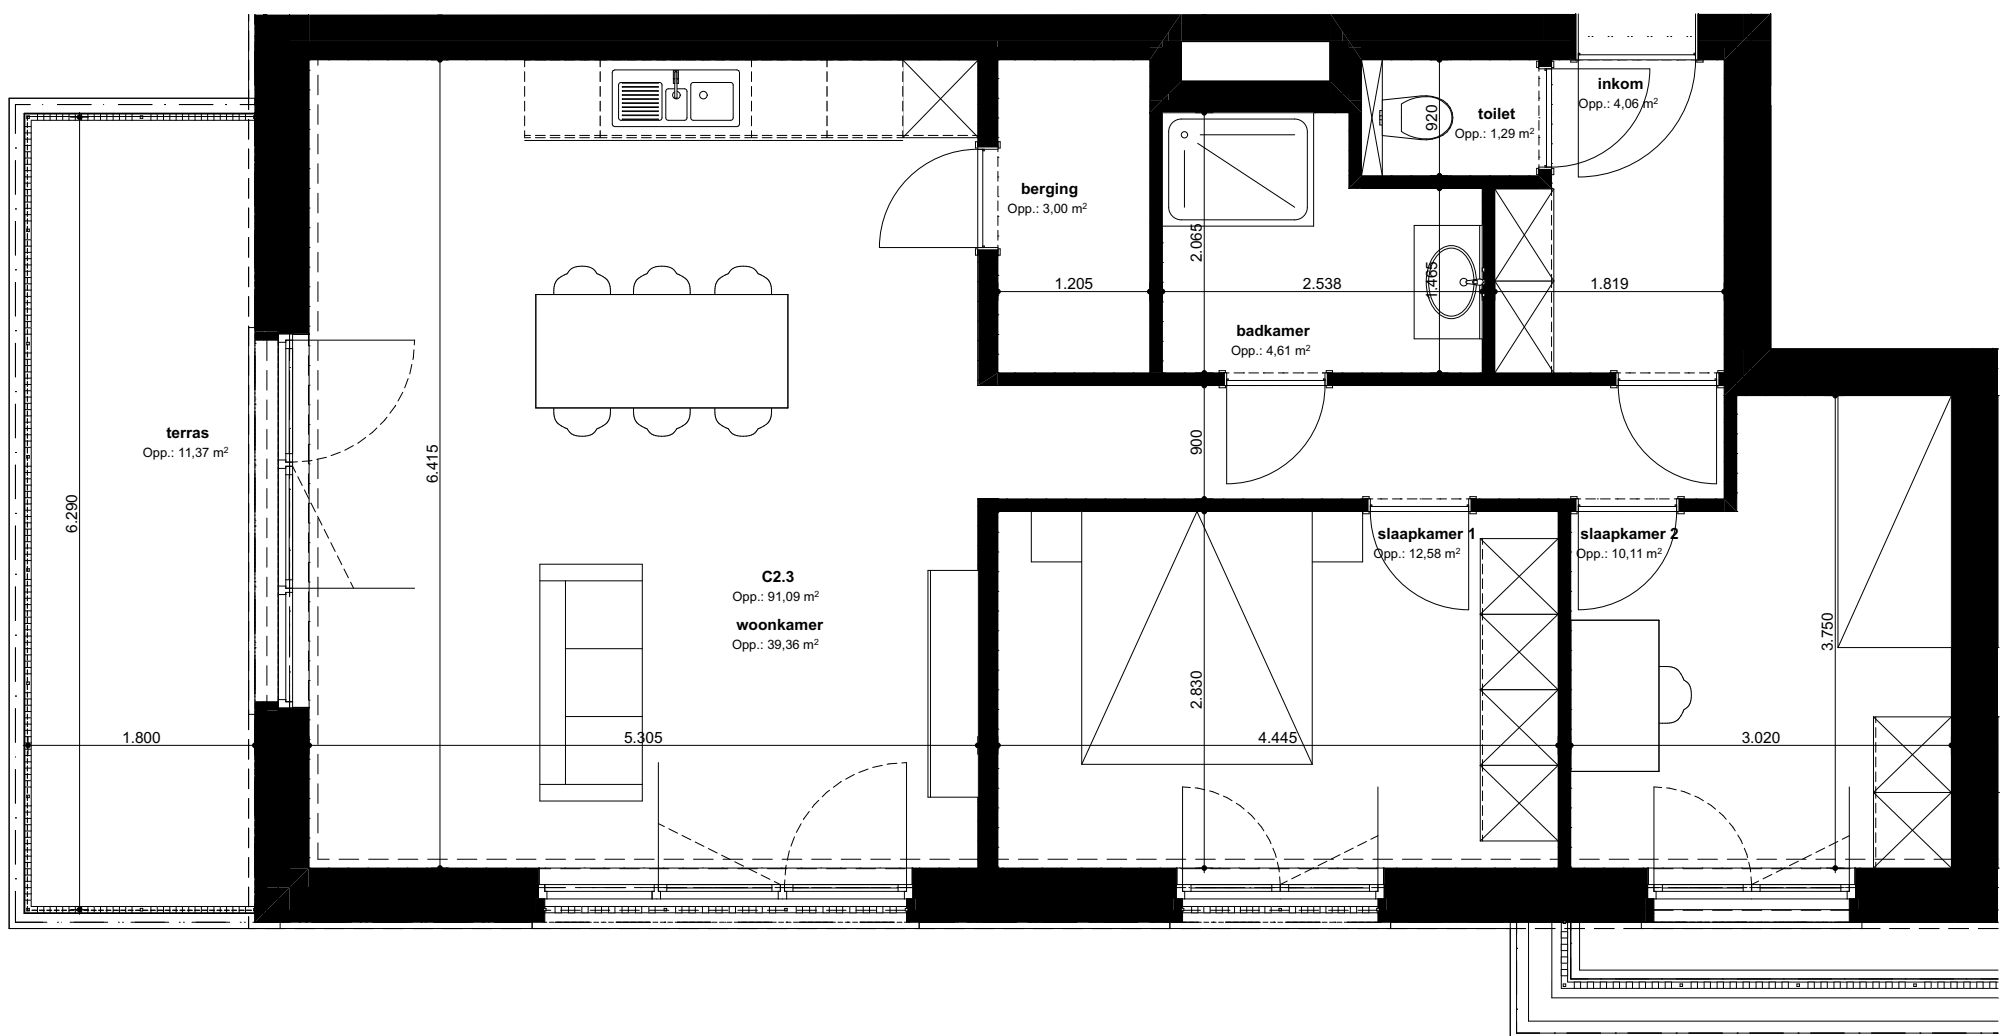 inkom
Opp.: 4,06 m²
toilet
Opp.: 1,29 m²
920
berging
Opp.: 3,00 m²
2.065
1.465
1.205
2.538
1.819
badkamer
Opp.: 4,61 m²
terras
Opp.: 11,37 m²
6.415
900
6.290
slaapkamer 1
Opp.: 12,58 m²
slaapkamer 2
Opp.: 10,11 m²
C2.3
Opp.: 91,09 m²
woonkamer
Opp.: 39,36 m²
3.750
2.830
1.800
5.305
4.445
3.020